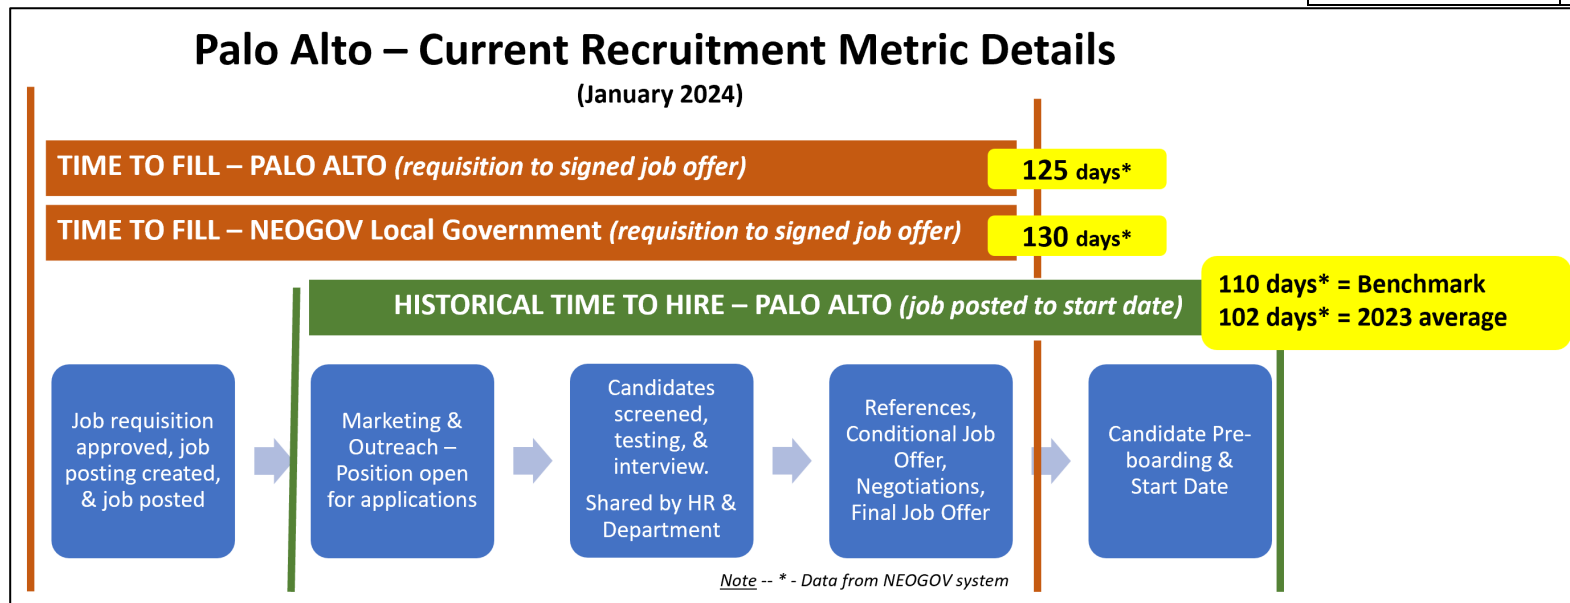 Palo Alto – Current Recruitment Metric Details
(January 2024)
TIME TO FILL – PALO ALTO (requisition to signed job offer)
125 days*
TIME TO FILL – NEOGOV Local Government (requisition to signed job offer)
130 days*
HISTORICAL TIME TO HIRE – PALO ALTO (job posted to start date)
110 days* = Benchmark
102 days* = 2023 average
Job requisition
approved, job
posting created,
& job posted
Marketing &
Outreach –
Position open
for applications
Candidates
screened,
testing, &
interview.
Shared by HR &
Department
References,
Conditional Job
Offer,
Negotiations,
Final Job Offer
Candidate Pre-
boarding &
Start Date
Note -- * - Data from NEOGOV system